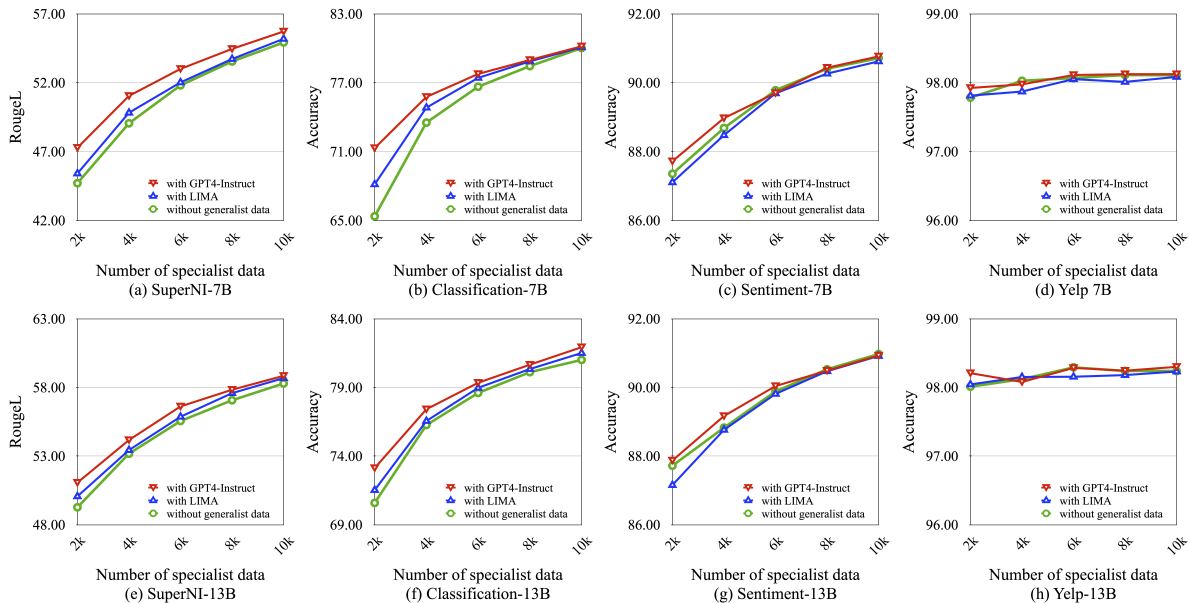 57.00
52.00
47.00
42.00
RougeL
with GPT4-Instruct
with LIMA
without generalist data
2k
4k
6k
8k
10k
Number of specialist data
(a) SuperNI-7B
83.00
77.00
71.00
65.00
Accuracy
with GPT4-Instruct
with LIMA
without generalist data
2k
4k
6k
8k
10k
Number of specialist data
(b) Classification-7B
92.00
90.00
88.00
86.00
Accuracy
with GPT4-Instruct
with LIMA
without generalist data
2k
4k
6k
8k
10k
Number of specialist data
(c) Sentiment-7B
99.00
98.00
97.00
96.00
Accuracy
with GPT4-Instruct
with LIMA
without generalist data
2k
4k
6k
8k
10k
Number of specialist data
(d) Yelp 7B
63.00
58.00
53.00
48.00
RougeL
with GPT4-Instruct
with LIMA
without generalist data
2k
4k
6k
8k
10k
Number of specialist data
(e) SuperNI-13B
84.00
79.00
74.00
69.00
Accuracy
with GPT4-Instruct
with LIMA
without generalist data
2k
4k
6k
8k
10k
Number of specialist data
(f) Classification-13B
92.00
90.00
88.00
86.00
Accuracy
with GPT4-Instruct
with LIMA
without generalist data
2k
4k
6k
8k
10k
Number of specialist data
(g) Sentiment-13B
99.00
98.00
97.00
96.00
Accuracy
with GPT4-Instruct
with LIMA
without generalist data
2k
4k
6k
8k
10k
Number of specialist data
(h) Yelp-13B